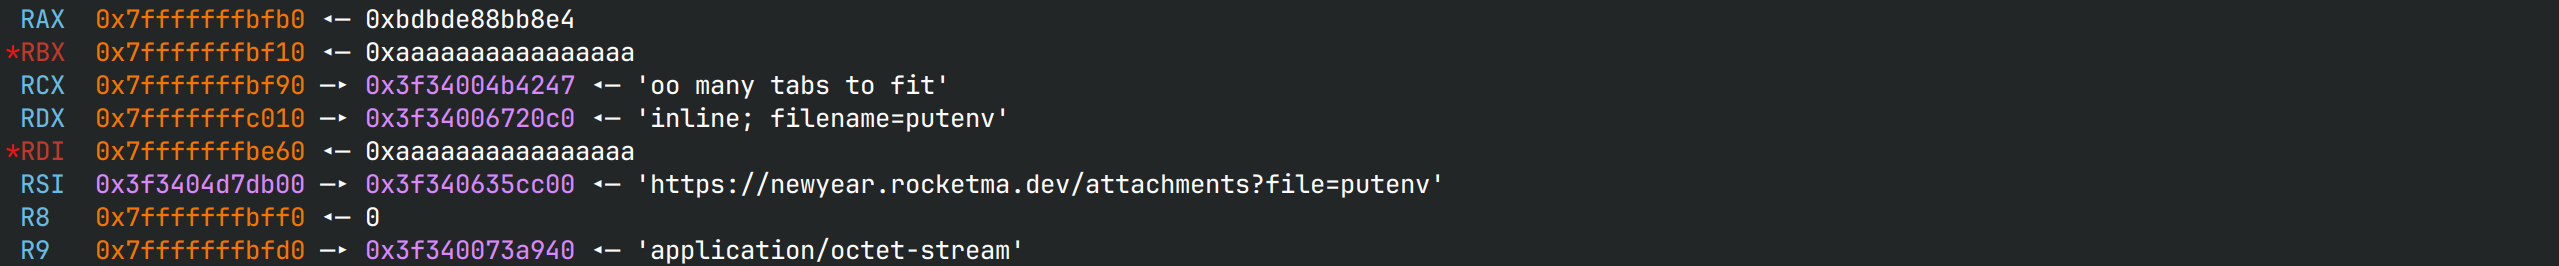 RAX  0x7fffffffbfb0 ◂— 0xbdbde88bb8e4
*RBX  0x7fffffffbf10 ◂— 0xaaaaaaaaaaaaaaaa
RCX  0x7fffffffbf90 —▸ 0x3f34004b4247 ◂— 'oo many tabs to fit'
RDX  0x7fffffffc010 —▸ 0x3f34006720c0 ◂— 'inline; filename=putenv'
*RDI  0x7fffffffbe60 ◂— 0xaaaaaaaaaaaaaaaa
RSI  0x3f3404d7db00 —▸ 0x3f340635cc00 ◂— 'https://newyear.rocketma.dev/attachments?file=putenv'
R8   0x7fffffffbff0 ◂— 0
R9   0x7fffffffbfd0 —▸ 0x3f340073a940 ◂— 'application/octet-stream'